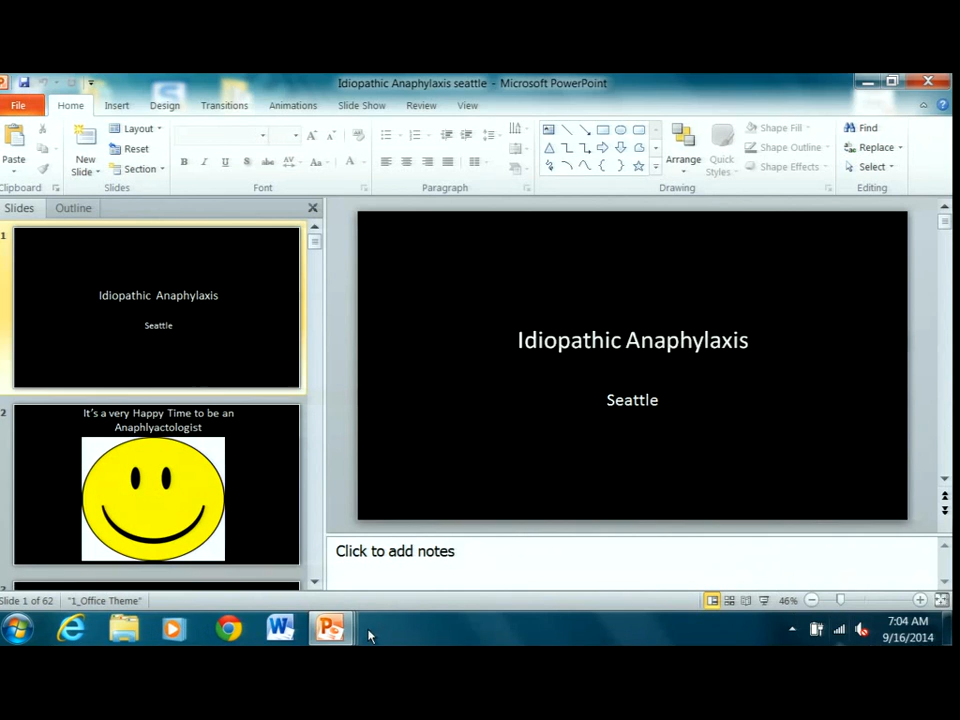 Idiopathic Anaphylaxis seattle - Microsoft PowerPoint
File Home Insert Design Transitions Animations Slide Show Review View
Layout Find
Reset Shape Fill Replace
Paste New Slide Section Arrange Quick Styles Shape Outline Select
Shape Effects
Clipboard Slides Font Paragraph Drawing Editing
Slides Outline
1
Idiopathic Anaphylaxis
Seattle
2
It's a very Happy Time to be an
Anaphlyactologist
Idiopathic Anaphylaxis
Seattle
Click to add notes
Slide 1 of 62 "1_Office Theme" 46%
7:04 AM
9/16/2014